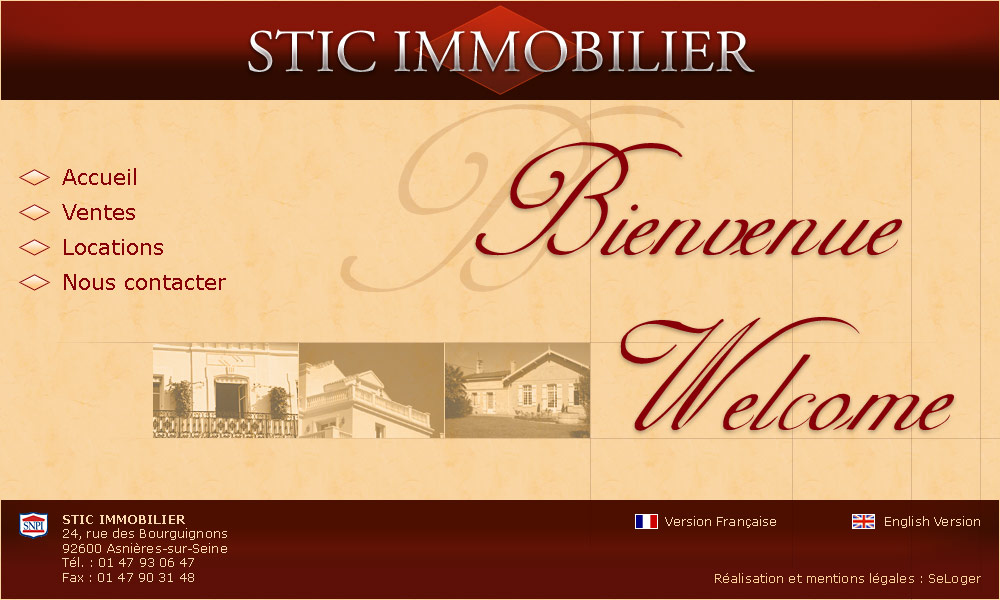 STIC IMMOBILIER
Accueil
Ventes
Locations
Nous contacter
Bienvenue
Welcome
SNPI
STIC IMMOBILIER
24, rue des Bourguignons
92600 Asnières-sur-Seine
Tél. : 01 47 93 06 47
Fax : 01 47 90 31 48
Version Française
English Version
Réalisation et mentions légales : SeLoger